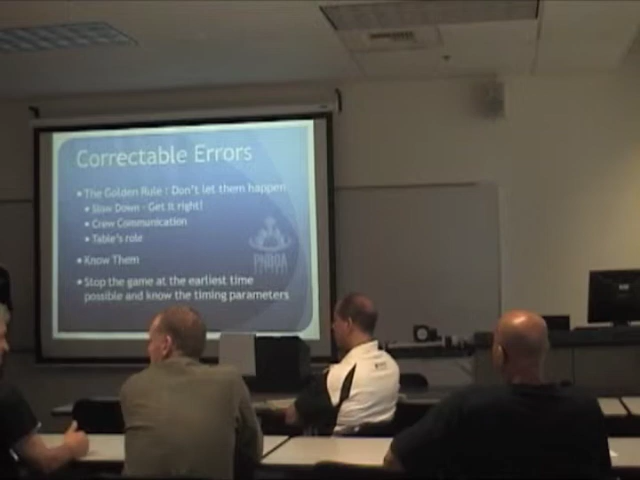 Correctable Errors
The Golden Rule : Don't let them happen
Slow Down - Get it right!
Crew Communication
Table's role
Know Them
Stop the game at the earliest time
possible and know the timing parameters